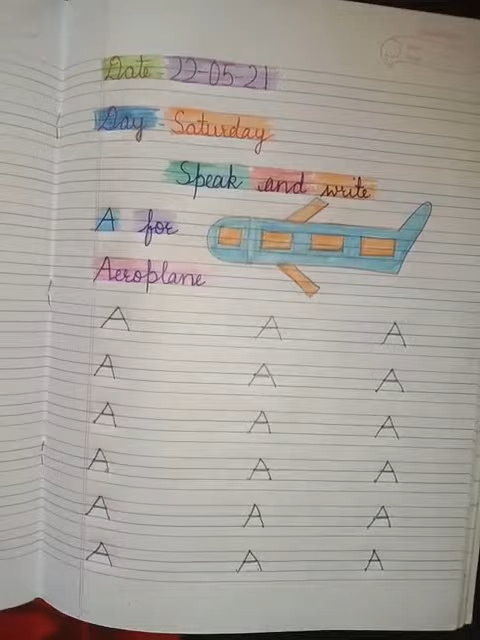 Date - 22-05-21
Day - Saturday
Speak and write
A for
Aeroplane
A A A
A A A
A A A
A A A
A A A
A A A